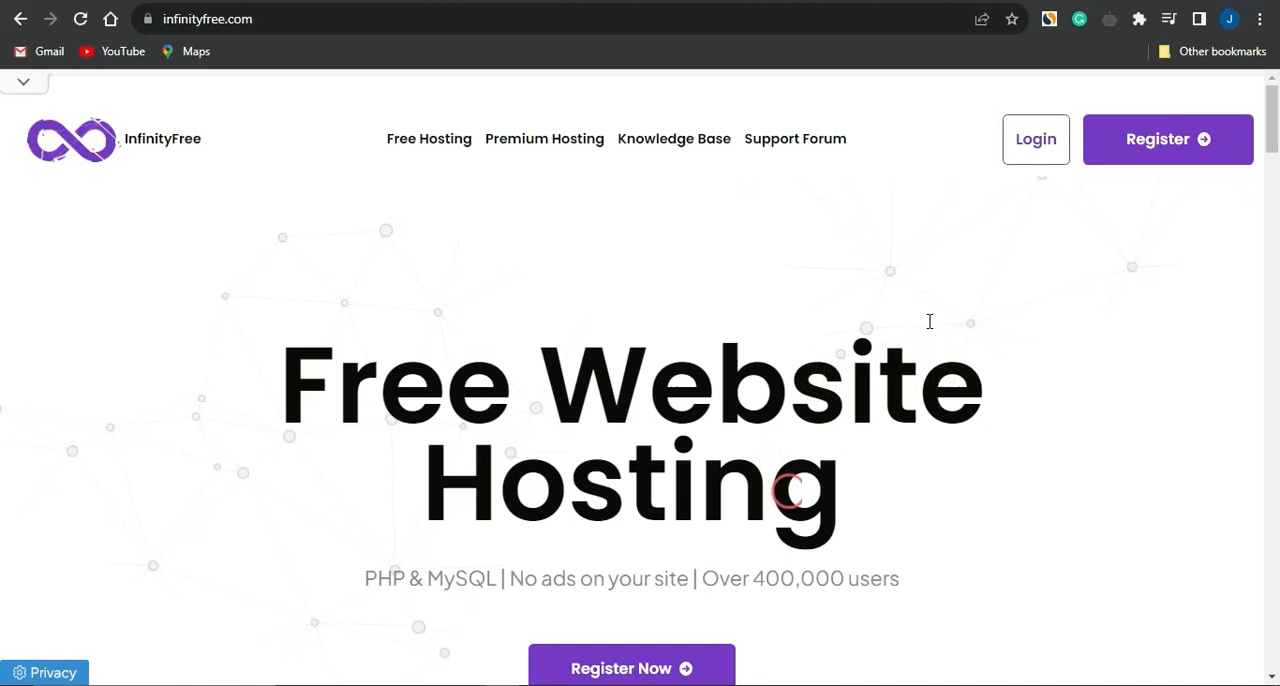 infinityfree.com
J
Gmail YouTube Maps Other bookmarks
InfinityFree Free Hosting Premium Hosting Knowledge Base Support Forum Login Register
Free Website
Hosting
PHP & MySQL | No ads on your site | Over 400,000 users
Register Now
Privacy